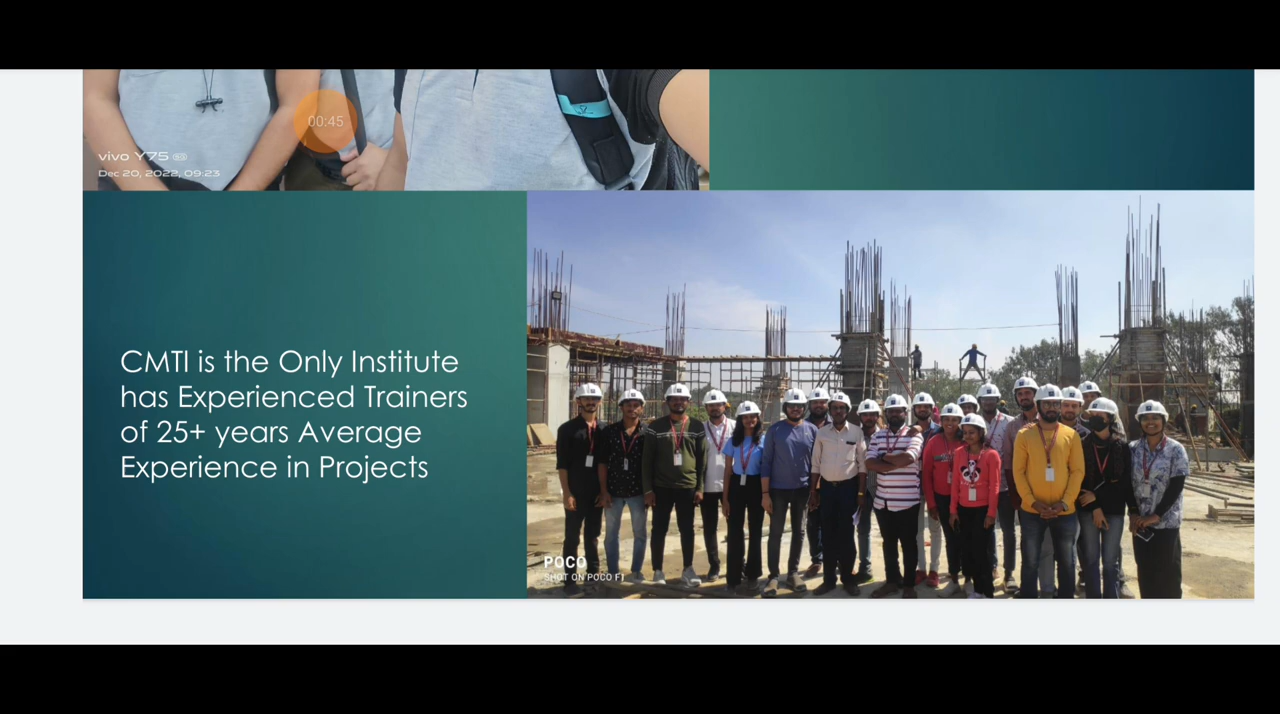 00:45
vivo Y75
Dec 20, 2022, 09:23
CMTI is the Only Institute
has Experienced Trainers
of 25+ years Average
Experience in Projects
POCO
SHOT ON POCO F1